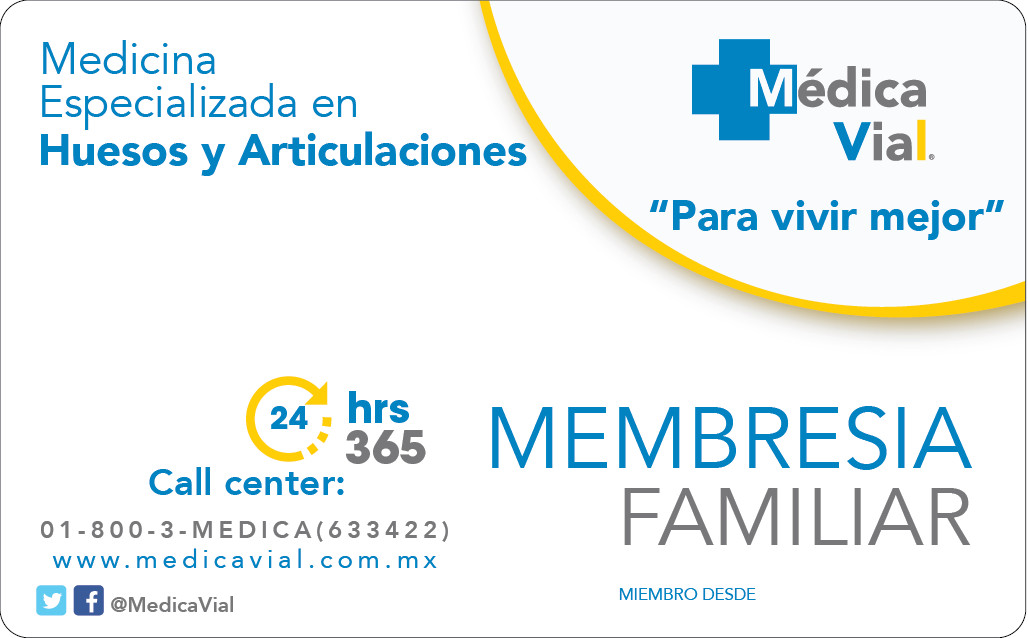 Medicina
Especializada en
Huesos y Articulaciones
Médica
Vial®
“Para vivir mejor”
24 hrs
365
Call center:
01-800-3-MEDICA(633422)
www.medicavial.com.mx
@MedicaVial
MEMBRESIA
FAMILIAR
MIEMBRO DESDE